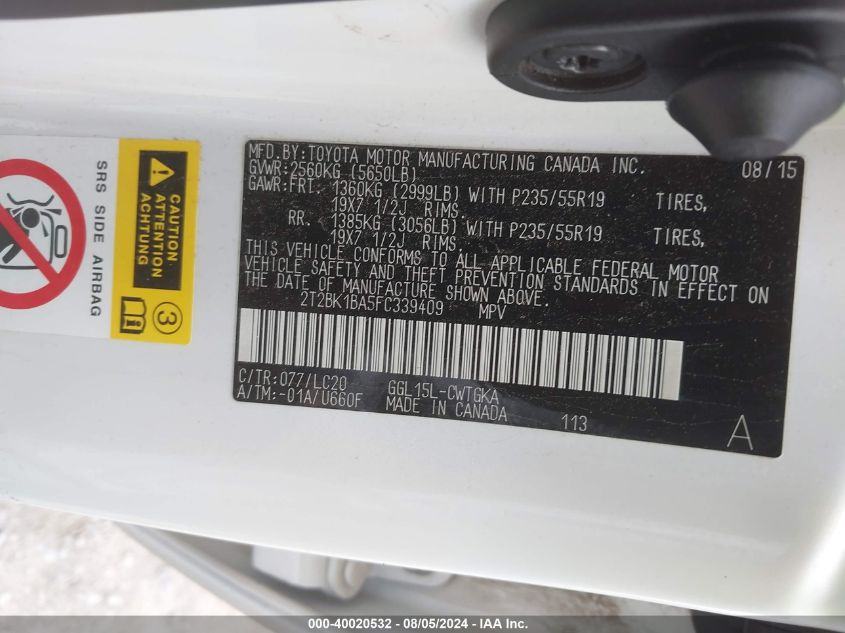 MFD.BY:TOYOTA MOTOR MANUFACTURING CANADA INC. 08/15
GVWR:2560KG (5650LB)
GAWR:FRT. 1360KG (2999LB) WITH P235/55R19 TIRES,
19X7 1/2J RIMS.
RR. 1385KG (3056LB) WITH P235/55R19 TIRES,
19X7 1/2J RIMS.
THIS VEHICLE CONFORMS TO ALL APPLICABLE FEDERAL MOTOR
VEHICLE SAFETY AND THEFT PREVENTION STANDARDS IN EFFECT ON
THE DATE OF MANUFACTURE SHOWN ABOVE.
2T2BK1BA5FC339409 MPV
C/TR:077/LC20 GGL15L-CWTGKA
A/TM:-01A/U660F MADE IN CANADA 113
A
SRS SIDE AIRBAG
CAUTION
ATTENTION
ACHTUNG
3
000-40020532 - 08/05/2024 - IAA Inc.